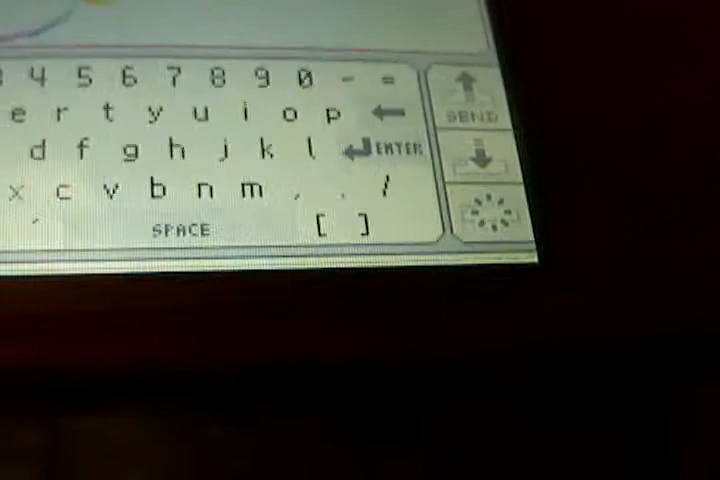 4 5 6 7 8 9 0 - =
e r t y u i o p
SEND
d f g h j k l ENTER
x c v b n m , . /
' SPACE [ ]